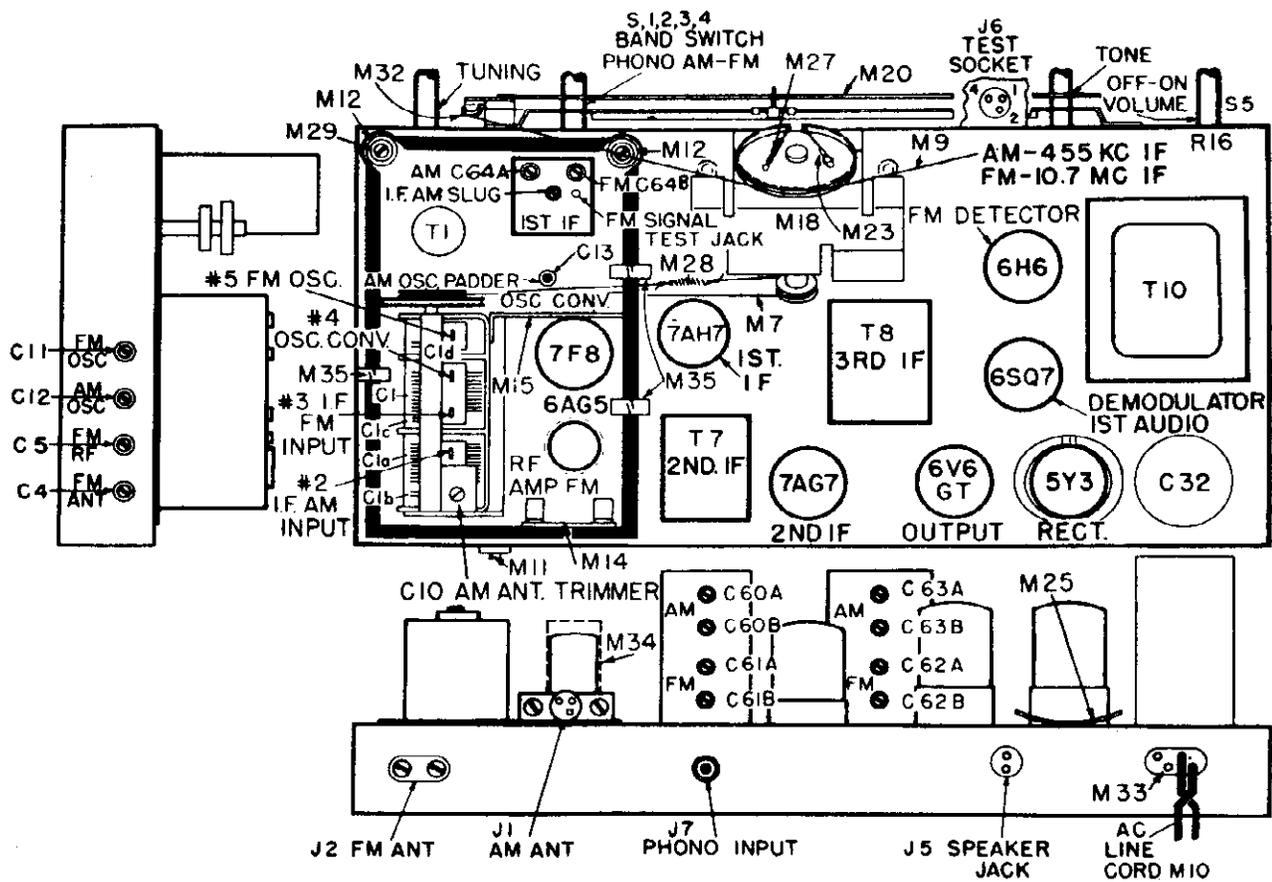 S,1,2,3,4
BAND SWITCH
PHONO AM-FM
J6
TEST
SOCKET
M32
TUNING
M27
M20
TONE
OFF-ON
VOLUME
S5
R16
M12
M29
4
1
2
M12
M9
AM-455 KC IF
FM-10.7 MC IF
AM C64A
FM C64B
I.F. AM SLUG
1ST IF
FM SIGNAL
TEST JACK
T1
M18
M23
FM DETECTOR
6H6
T10
C13
M28
#5 FM OSC.
AM OSC PADDER
OSC CONV
#4
OSC. CONV
C1d
7F8
7AH7
1ST.
IF
M7
T8
3RD IF
6SQ7
DEMODULATOR
1ST AUDIO
C11
FM
OSC
C12
AM
OSC
C5
FM
RF
C4
FM
ANT
M35
C1
M15
M35
#3 I.F
FM
INPUT
C1c
6AG5
T7
2ND. IF
#2
I.F. AM
INPUT
C1a
C1b
RF
AMP FM
7AG7
2ND IF
6V6
GT
OUTPUT
5Y3
RECT.
C32
M11
M14
C10 AM ANT. TRIMMER
M34
AM
C60A
C60B
FM
C61A
C61B
AM
C63A
C63B
FM
C62A
C62B
M25
M33
J2 FM ANT
J1
AM ANT
J7
PHONO INPUT
J5 SPEAKER
JACK
AC
LINE
CORD M10